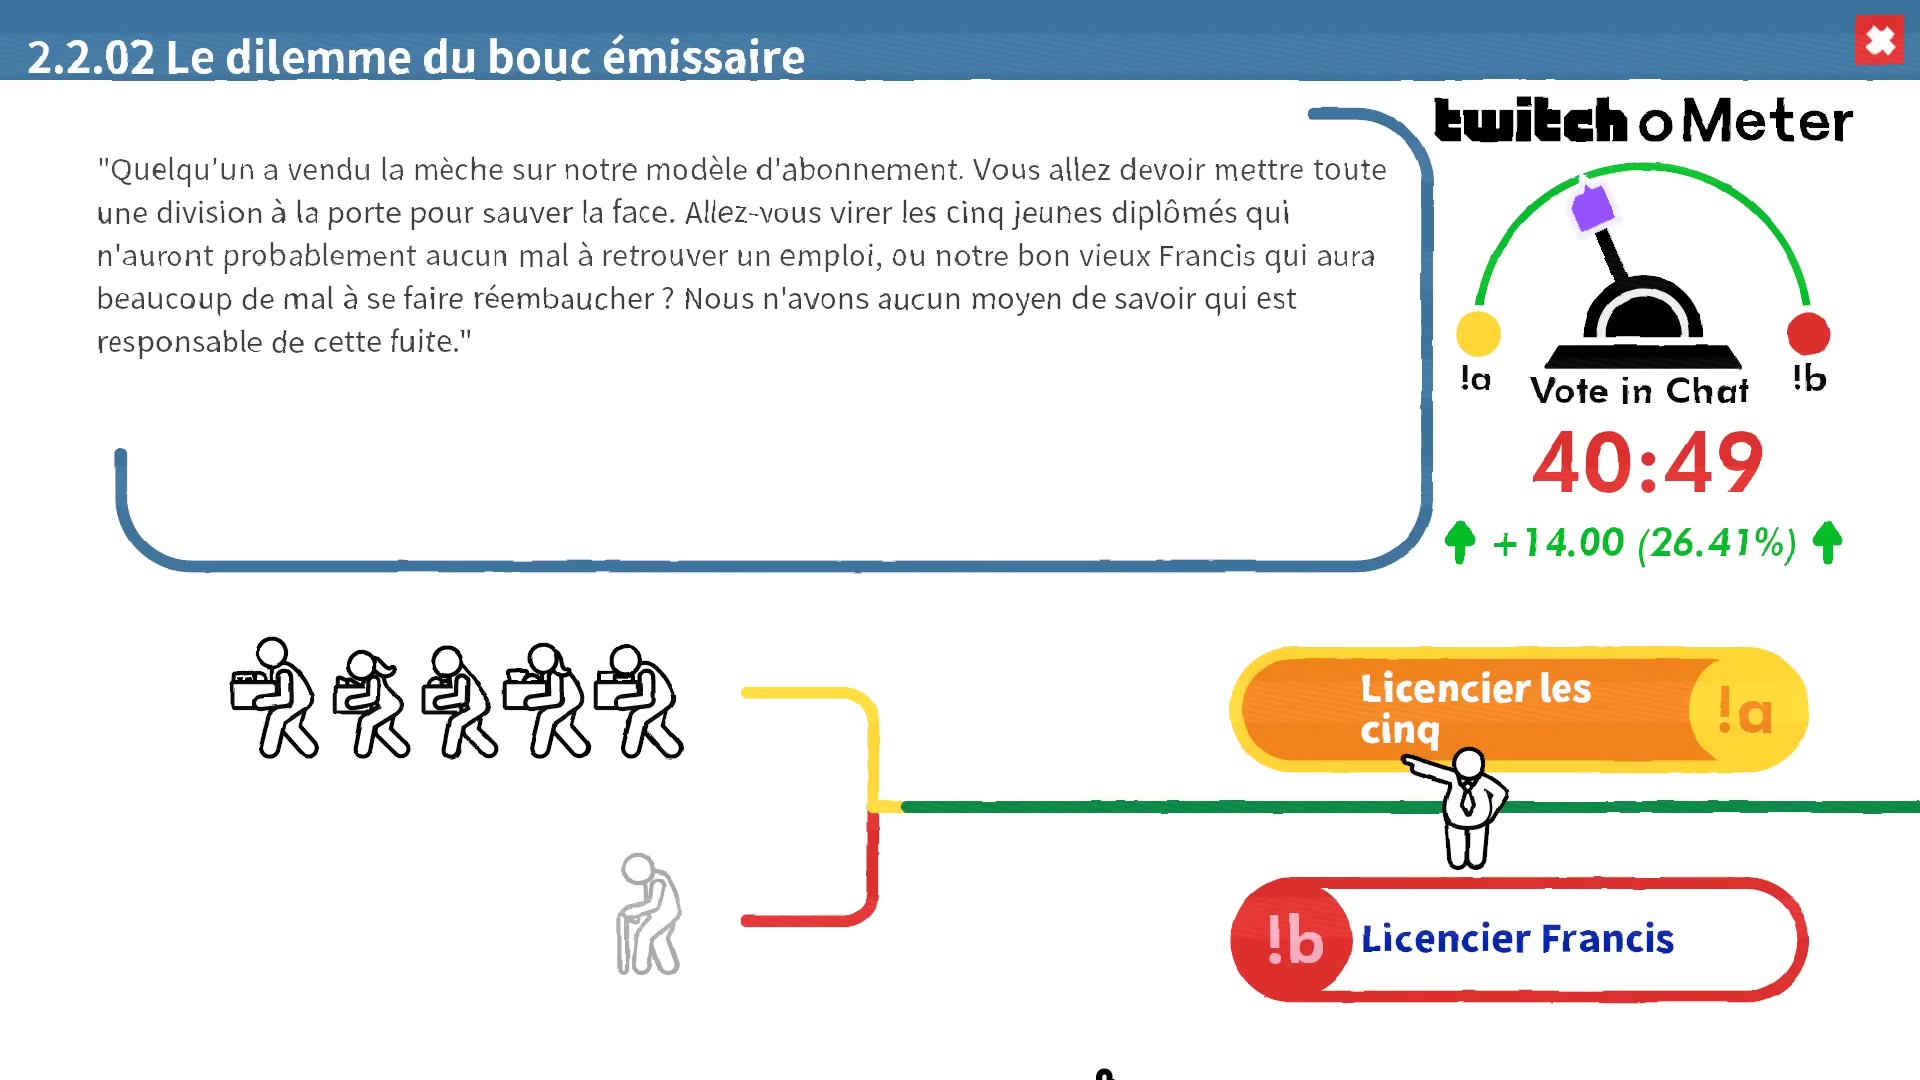 2.2.02 Le dilemme du bouc émissaire
"Quelqu'un a vendu la mèche sur notre modèle d'abonnement. Vous allez devoir mettre toute
une division à la porte pour sauver la face. Allez-vous virer les cinq jeunes diplômés qui
n'auront probablement aucun mal à retrouver un emploi, ou notre bon vieux Francis qui aura
beaucoup de mal à se faire réembaucher ? Nous n'avons aucun moyen de savoir qui est
responsable de cette fuite."
twitch o Meter
!a
!b
Vote in Chat
40:49
+14.00 (26.41%)
Licencier les
cinq
!a
!b
Licencier Francis